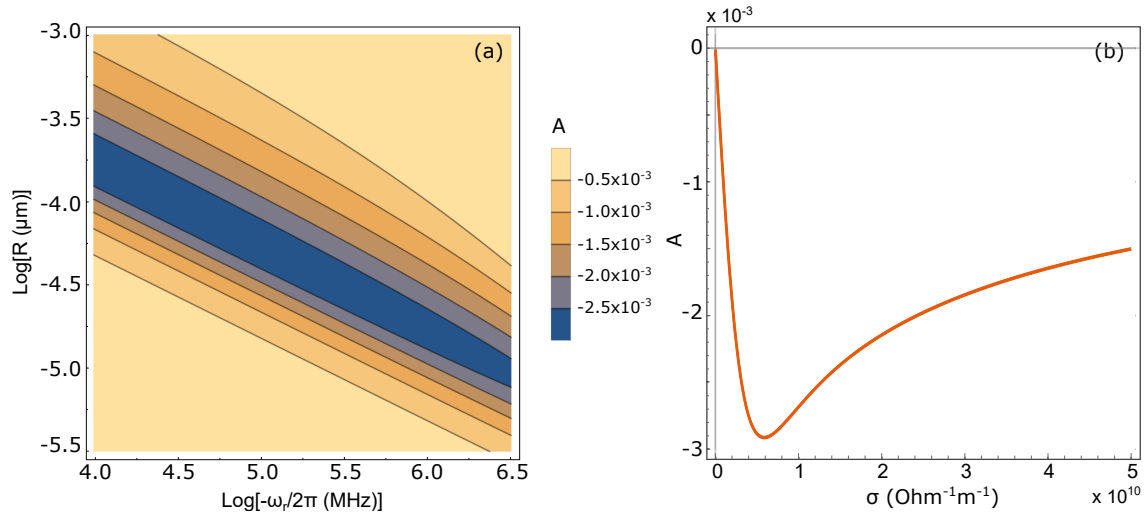 (a)
-3.0
-3.5
-4.0
-4.5
-5.0
-5.5
Log[R (μm)]
4.0 4.5 5.0 5.5 6.0 6.5
Log[-ωr/2π (MHz)]
A
-0.5x10⁻³
-1.0x10⁻³
-1.5x10⁻³
-2.0x10⁻³
-2.5x10⁻³
x 10⁻³
(b)
0
-1
-2
-3
A
0 1 2 3 4 5
σ (Ohm⁻¹m⁻¹)
x 10¹⁰